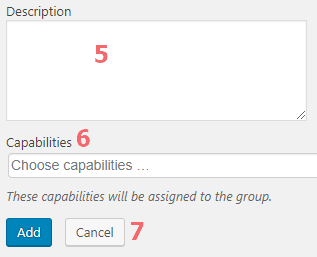 Description
5
Capabilities 6
Choose capabilities ...
These capabilities will be assigned to the group.
Add Cancel 7